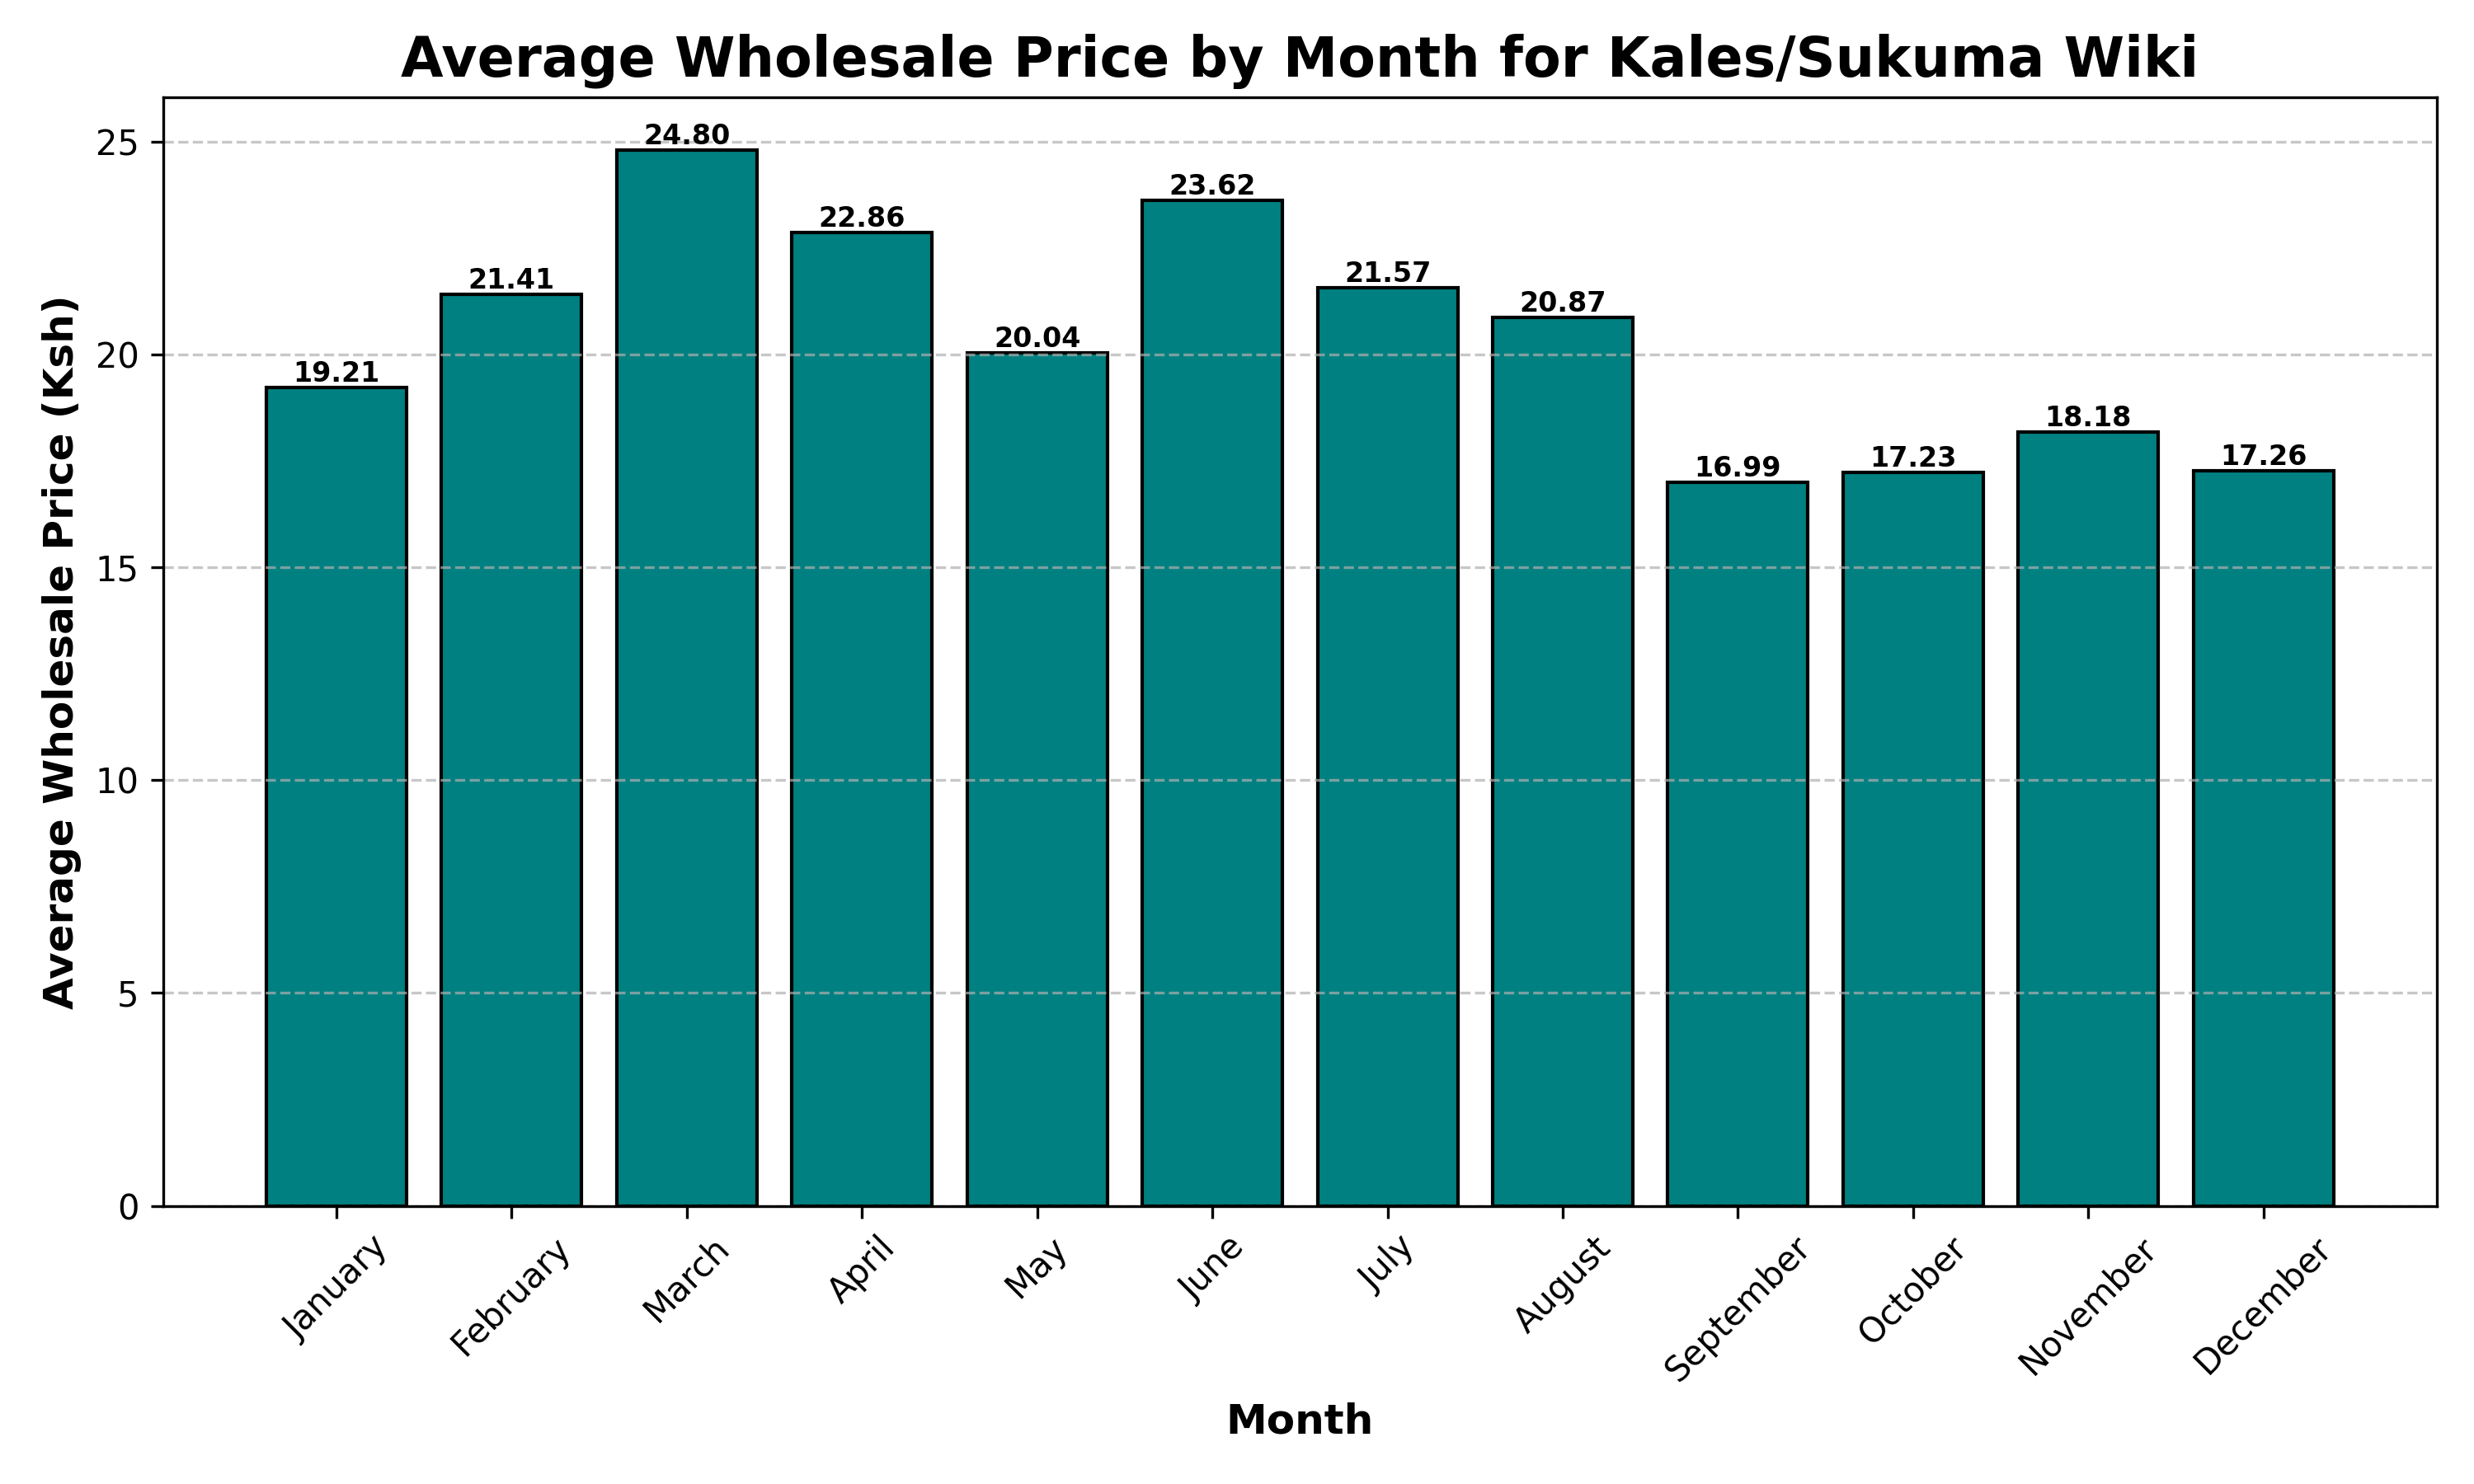 Average Wholesale Price by Month for Kales/Sukuma Wiki
Average Wholesale Price (Ksh)
25
20
15
10
5
0
19.21
21.41
24.80
22.86
20.04
23.62
21.57
20.87
16.99
17.23
18.18
17.26
January
February
March
April
May
June
July
August
September
October
November
December
Month